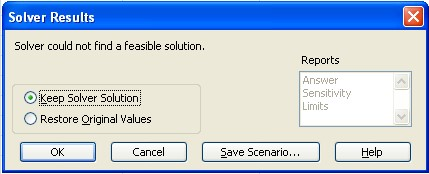 Solver Results
Solver could not find a feasible solution.
Reports
Answer
Sensitivity
Limits
Keep Solver Solution
Restore Original Values
OK
Cancel
Save Scenario...
Help